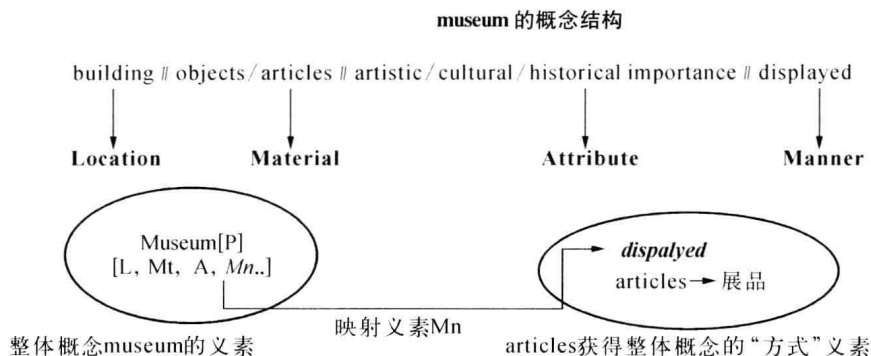 museum 的概念结构
building // objects/articles // artistic/cultural/historical importance // displayed
Location Material Attribute Manner
Museum[P]
[L, Mt, A, Mn..]
dispalyed
articles→展品
映射义素Mn
整体概念museum的义素 articles获得整体概念的“方式”义素